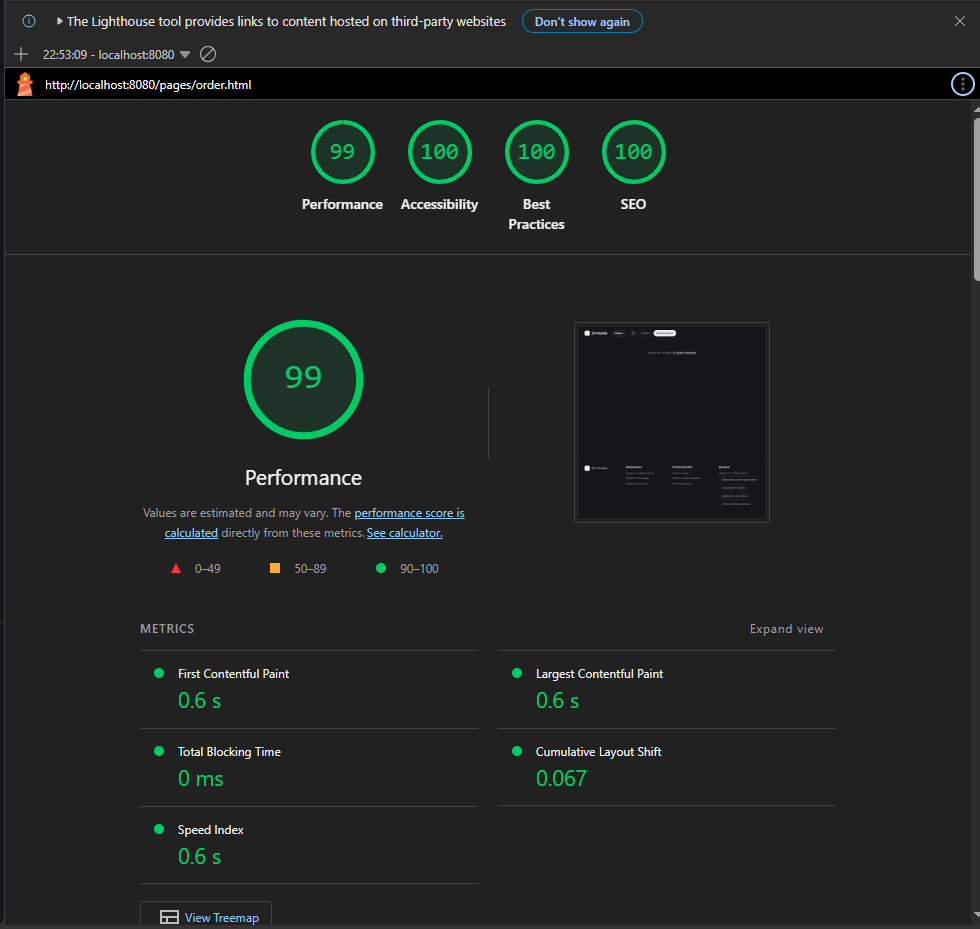 The Lighthouse tool provides links to content hosted on third-party websites
Don't show again
22:53:09 - localhost:8080
http://localhost:8080/pages/order.html
99
100
100
100
Performance
Accessibility
Best
Practices
SEO
99
Performance
Values are estimated and may vary. The performance score is
calculated directly from these metrics. See calculator.
0–49
50–89
90–100
METRICS
Expand view
First Contentful Paint
0.6 s
Largest Contentful Paint
0.6 s
Total Blocking Time
0 ms
Cumulative Layout Shift
0.067
Speed Index
0.6 s
View Treemap